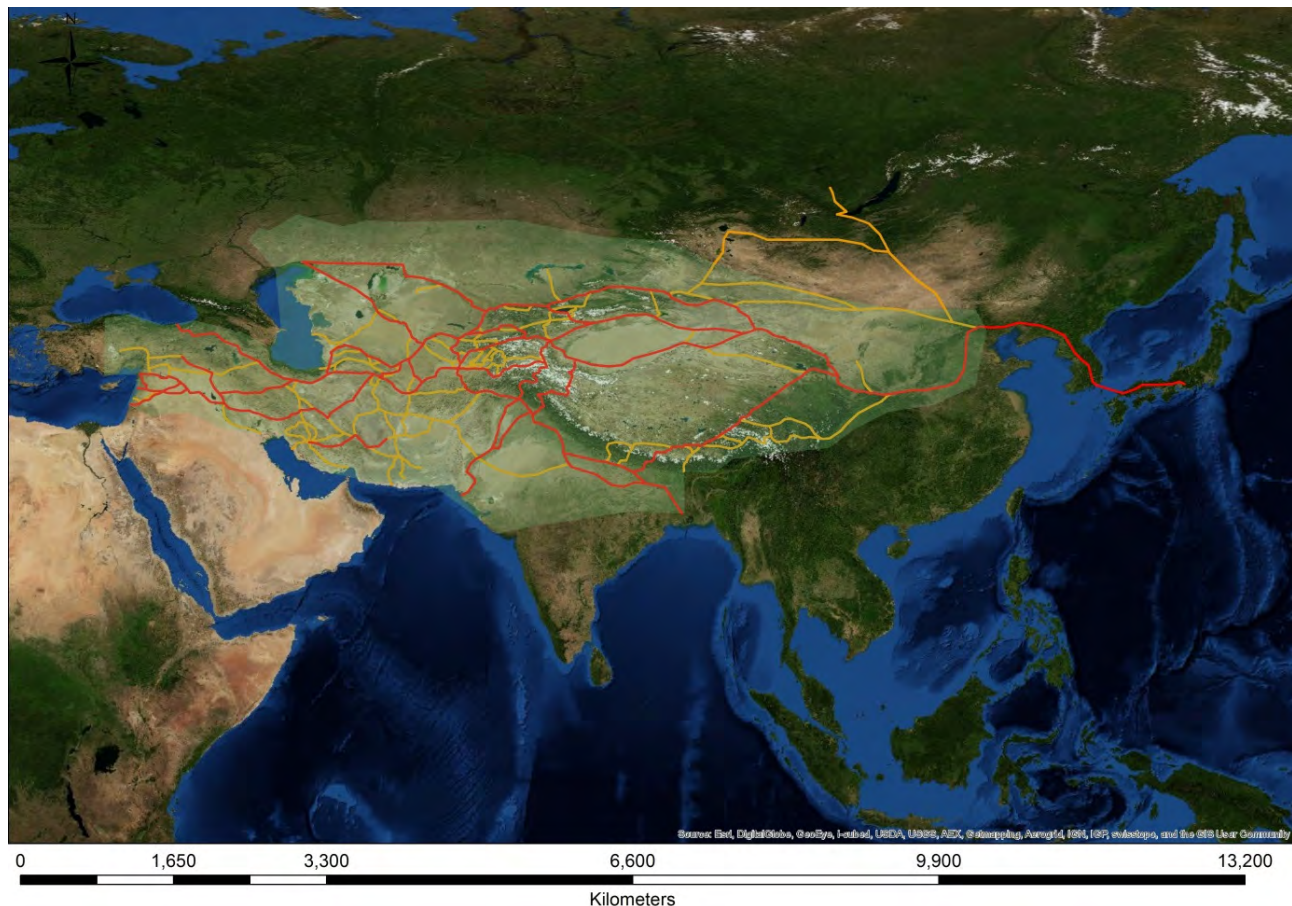 N
Source: Esri, DigitalGlobe, GeoEye, i-cubed, USDA, USGS, AEX, Getmapping, Aerogrid, IGN, IGP, swisstopo, and the GIS User Community
0 1,650 3,300 6,600 9,900 13,200
Kilometers